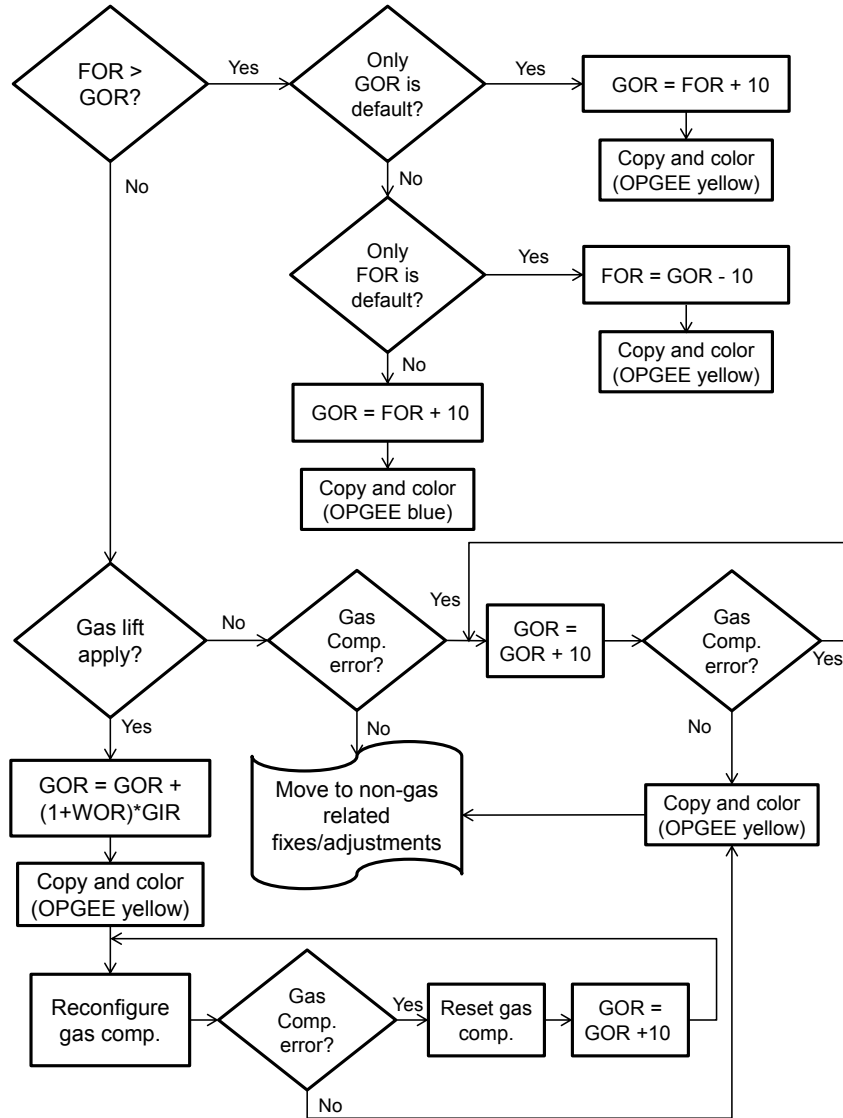 FOR >
GOR?
Yes
Only
GOR is
default?
Yes
GOR = FOR + 10
Copy and color
(OPGEE yellow)
No
No
Only
FOR is
default?
Yes
FOR = GOR - 10
Copy and color
(OPGEE yellow)
No
GOR = FOR + 10
Copy and color
(OPGEE blue)
Gas lift
apply?
No
Gas
Comp.
error?
Yes
GOR =
GOR + 10
Gas
Comp.
error?
Yes
Yes
No
No
GOR = GOR +
(1+WOR)*GIR
Move to non-gas
related
fixes/adjustments
Copy and color
(OPGEE yellow)
Copy and color
(OPGEE yellow)
Reconfigure
gas comp.
Gas
Comp.
error?
Yes
Reset gas
comp.
GOR =
GOR +10
No